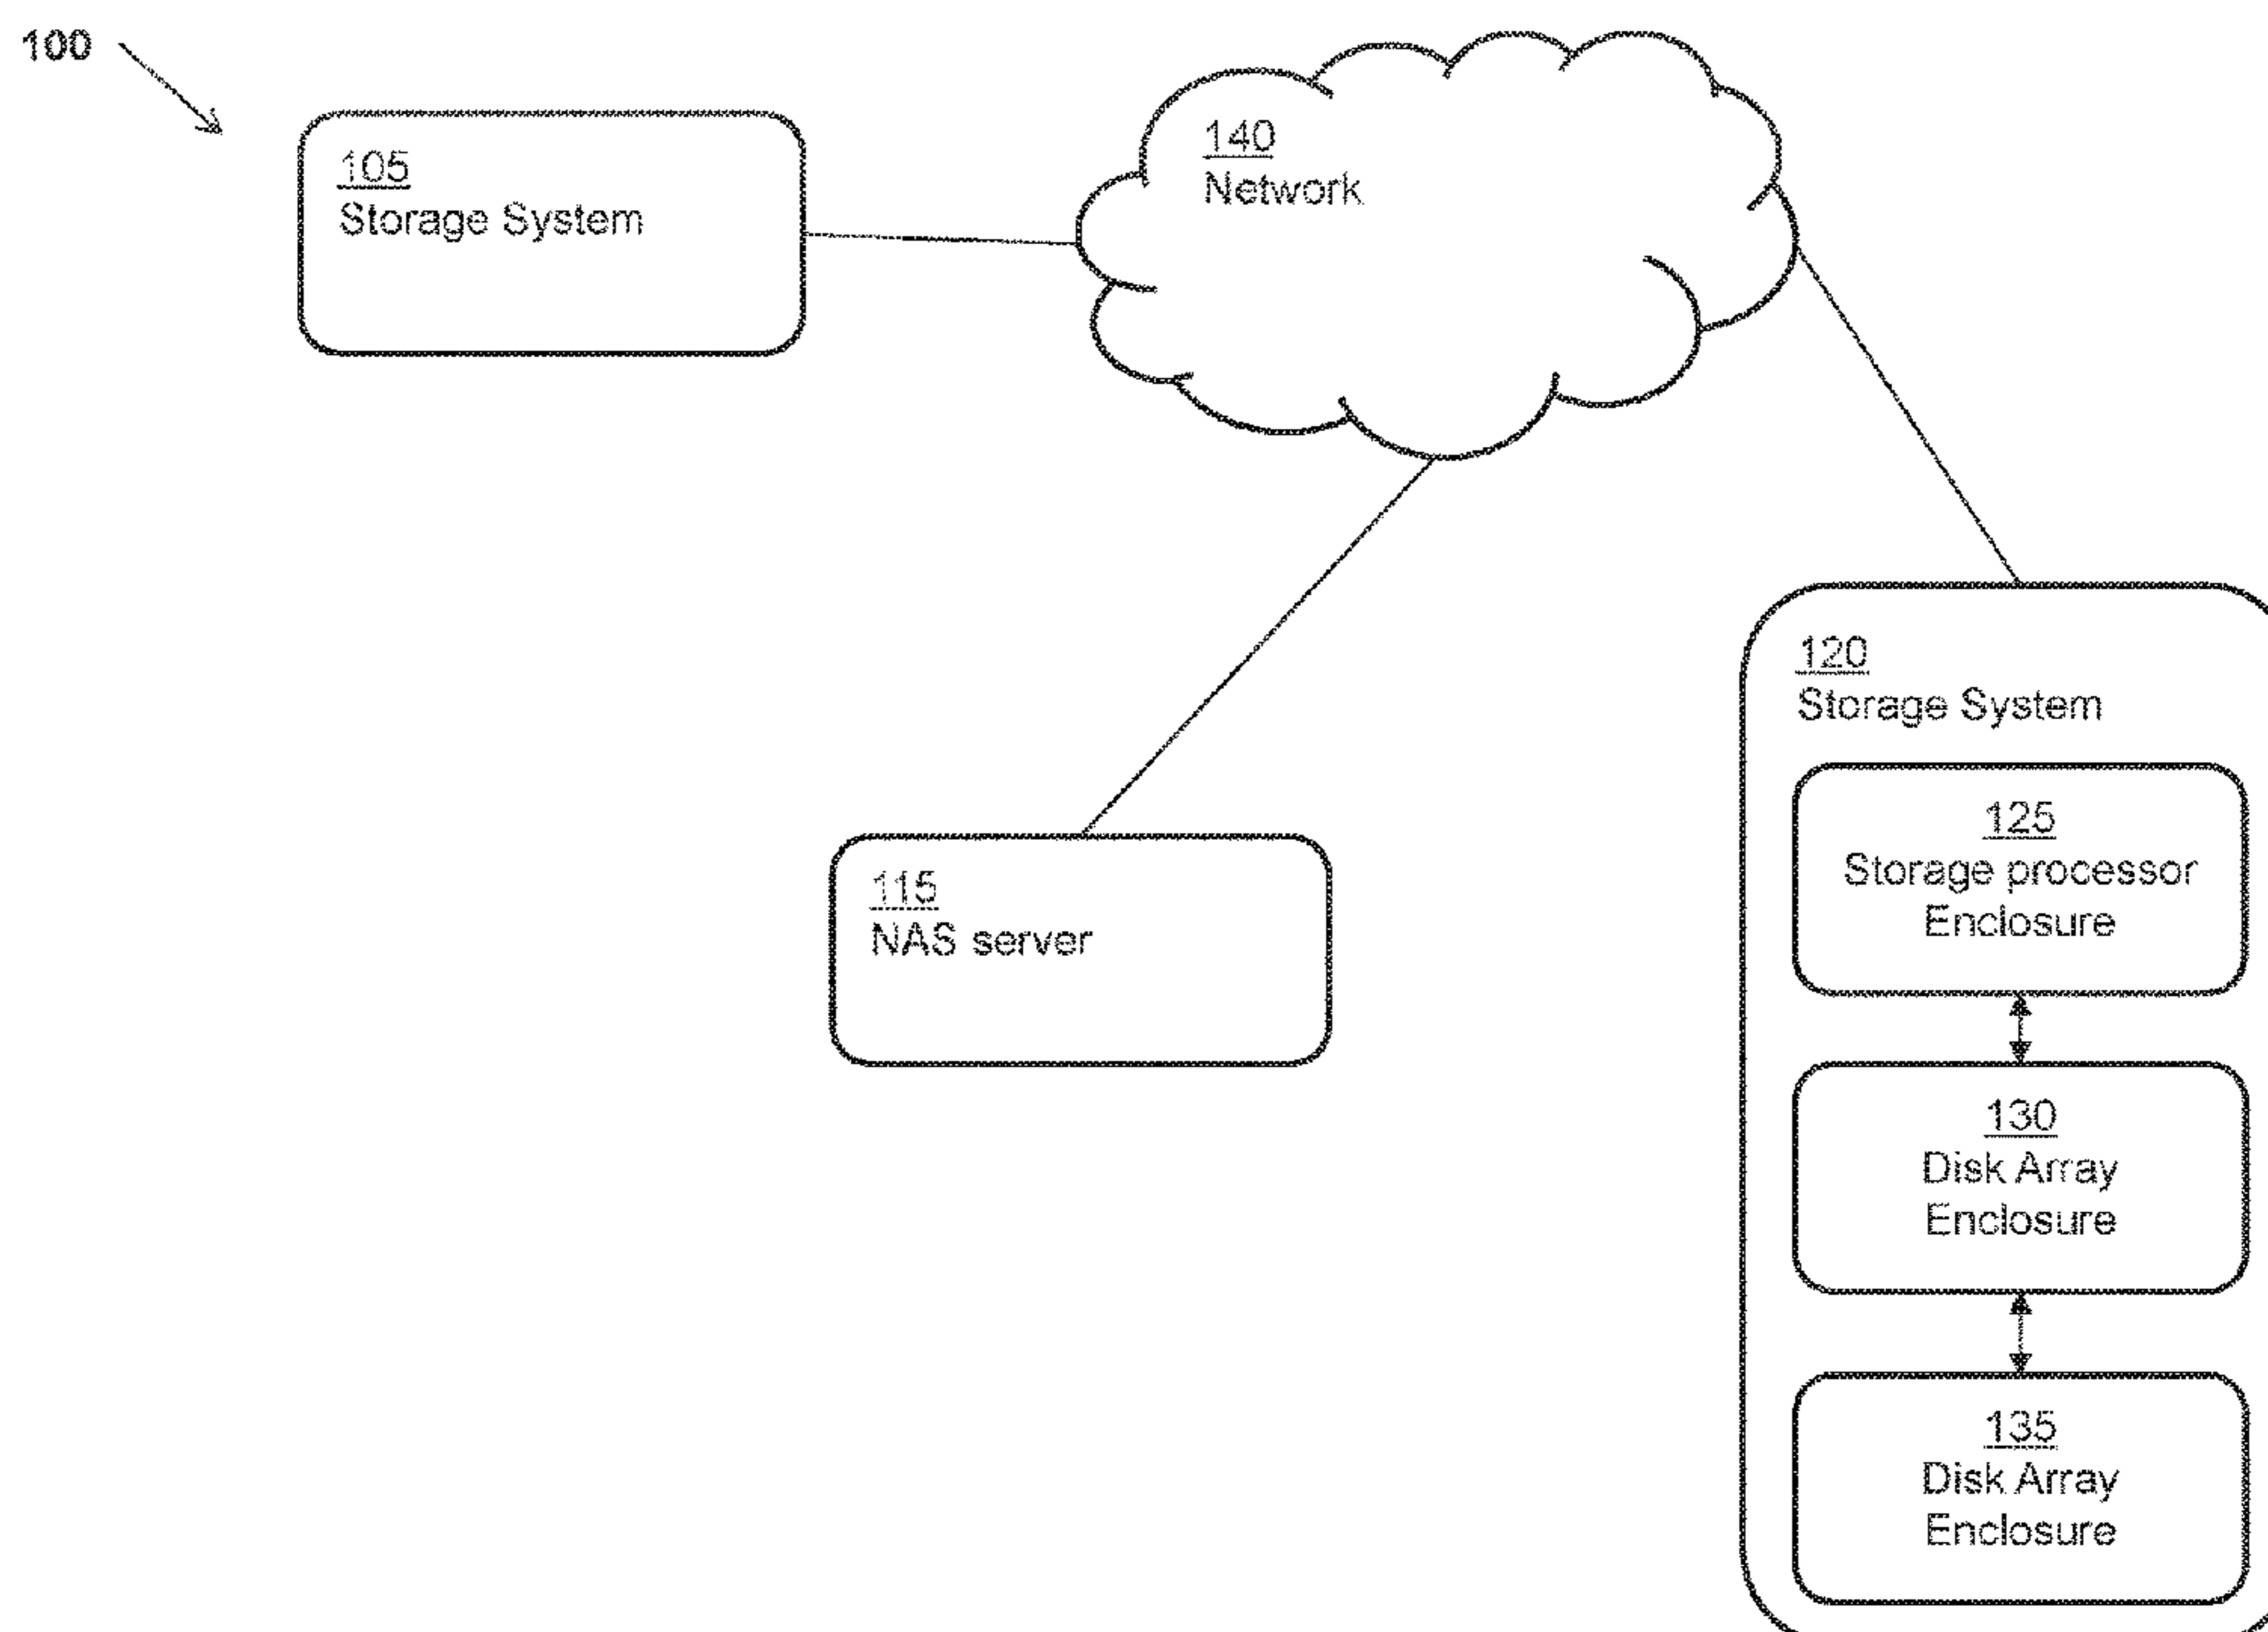 100
105
Storage System
140
Network
115
NAS server
120
Storage System
125
Storage processor
Enclosure
130
Disk Array
Enclosure
135
Disk Array
Enclosure